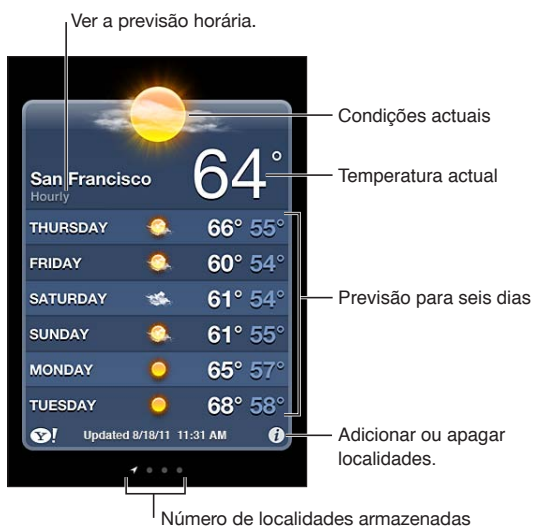 Ver a previsão horária.
Condições actuais
San Francisco
64°
Temperatura actual
Hourly
THURSDAY 66° 55°
FRIDAY 60° 54°
SATURDAY 61° 54°
Previsão para seis dias
SUNDAY 61° 55°
MONDAY 65° 57°
TUESDAY 68° 58°
Y! Updated 8/18/11 11:31 AM i
Adicionar ou apagar
localidades.
Número de localidades armazenadas